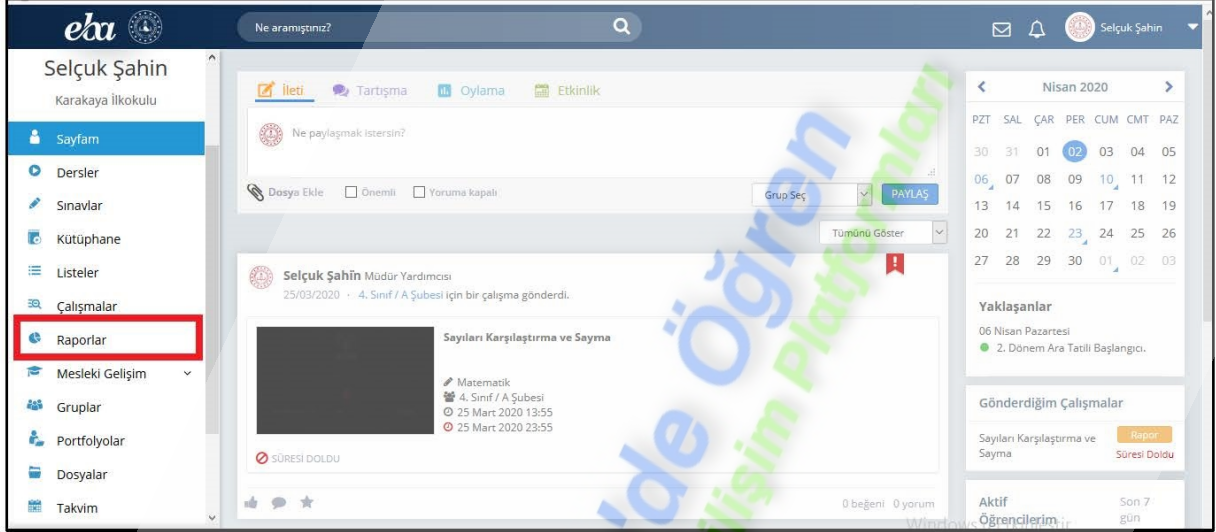 eba
Ne aramıştınız?
Selçuk Şahin
Selçuk Şahin
Karakaya İlkokulu
Sayfam
Dersler
Sınavlar
Kütüphane
Listeler
Çalışmalar
Raporlar
Mesleki Gelişim
Gruplar
Portfolyolar
Dosyalar
Takvim
İleti Tartışma Oylama Etkinlik
Ne paylaşmak istersin?
Dosya Ekle Önemli Yoruma kapalı
Grup Seç PAYLAŞ
Tümünü Göster
Selçuk Şahin Müdür Yardımcısı
25/03/2020 · 4. Sınıf / A Şubesi için bir çalışma gönderdi.
Sayıları Karşılaştırma ve Sayma
Matematik
4. Sınıf / A Şubesi
25 Mart 2020 13:55
25 Mart 2020 23:55
SÜRESİ DOLDU
0 beğeni 0 yorum
Nisan 2020
PZT SAL ÇAR PER CUM CMT PAZ
30 31 01 02 03 04 05
06 07 08 09 10 11 12
13 14 15 16 17 18 19
20 21 22 23 24 25 26
27 28 29 30 01 02 03
Yaklaşanlar
06 Nisan Pazartesi
2. Dönem Ara Tatili Başlangıcı.
Gönderdiğim Çalışmalar
Sayıları Karşılaştırma ve Rapor
Sayma Süresi Doldu
Aktif Son 7
Öğrencilerim gün
'de Öğren
ilişim Platformları